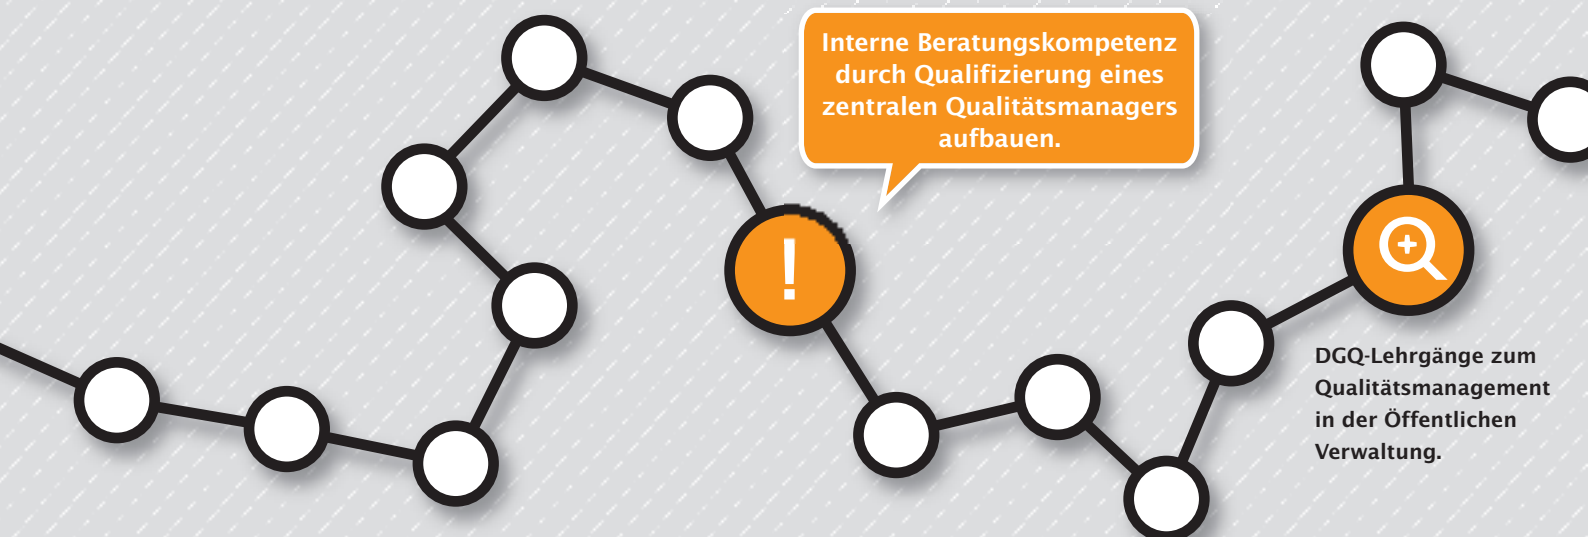 Interne Beratungskompetenz
durch Qualifizierung eines
zentralen Qualitätsmanagers
aufbauen.
!
DGQ-Lehrgänge zum
Qualitätsmanagement
in der Öffentlichen
Verwaltung.